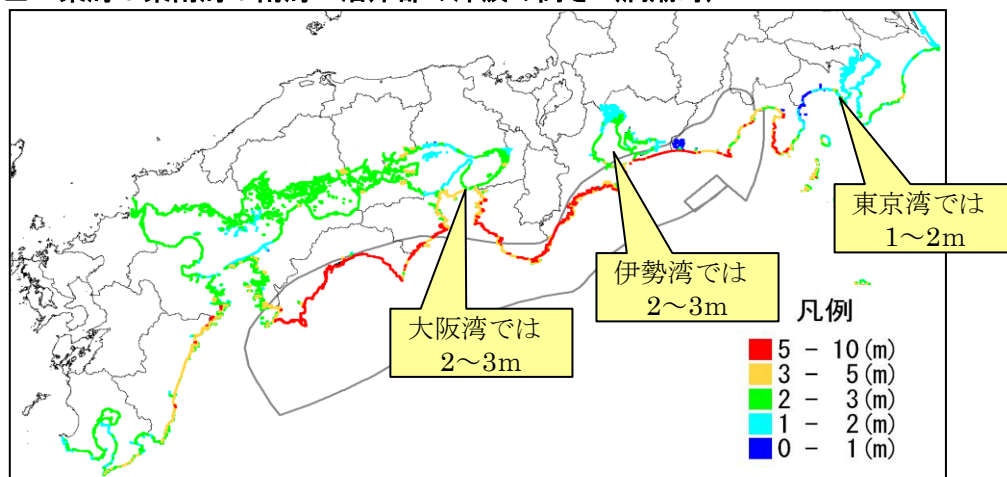 東京湾では
1～2m
伊勢湾では
2～3m
大阪湾では
2～3m
凡例
5 - 10(m)
3 - 5(m)
2 - 3(m)
1 - 2(m)
0 - 1(m)